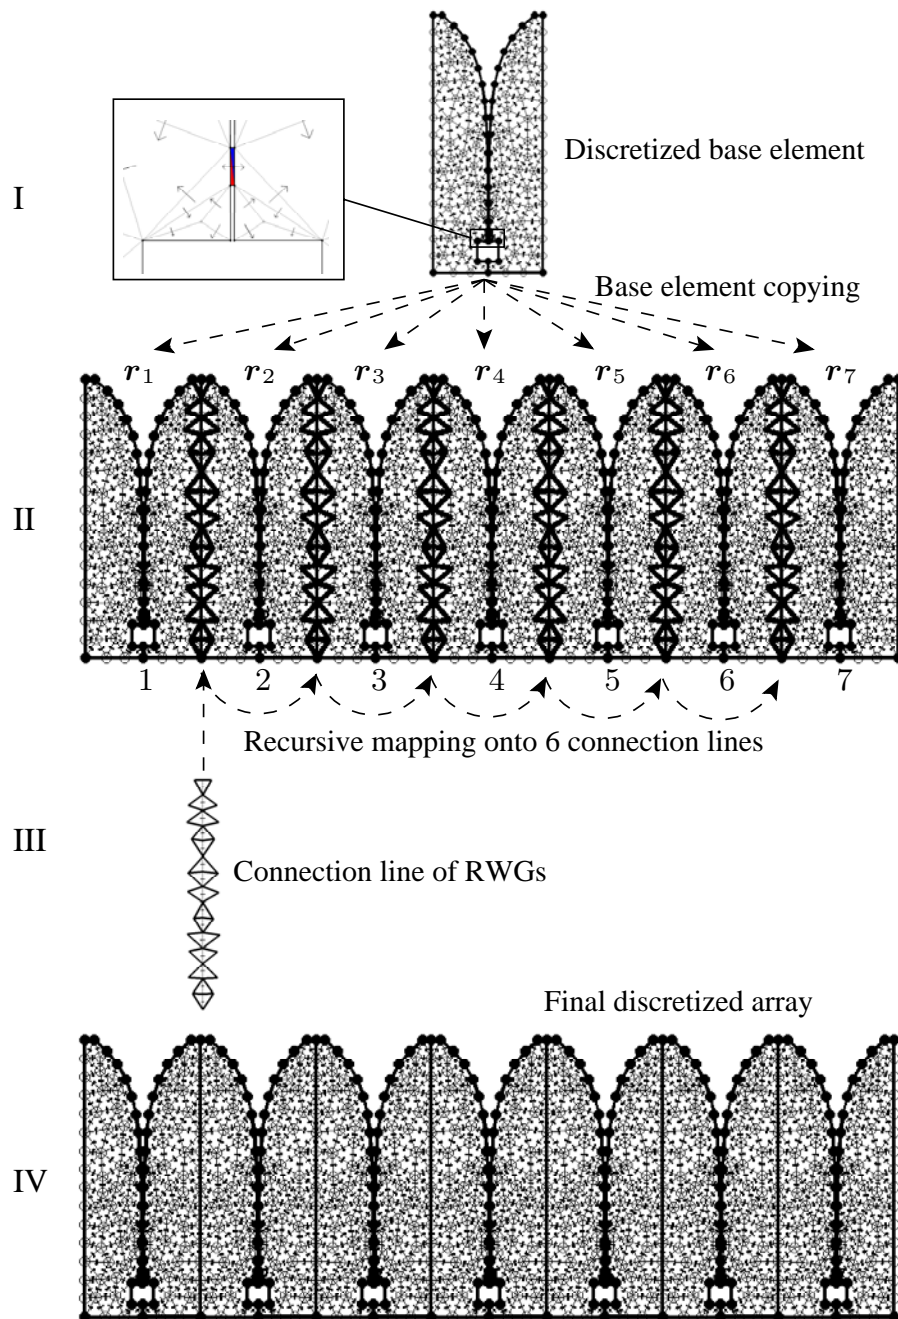 Discretized base element
I
Base element copying
r1 r2 r3 r4 r5 r6 r7
II
1 2 3 4 5 6 7
Recursive mapping onto 6 connection lines
III
Connection line of RWGs
Final discretized array
IV